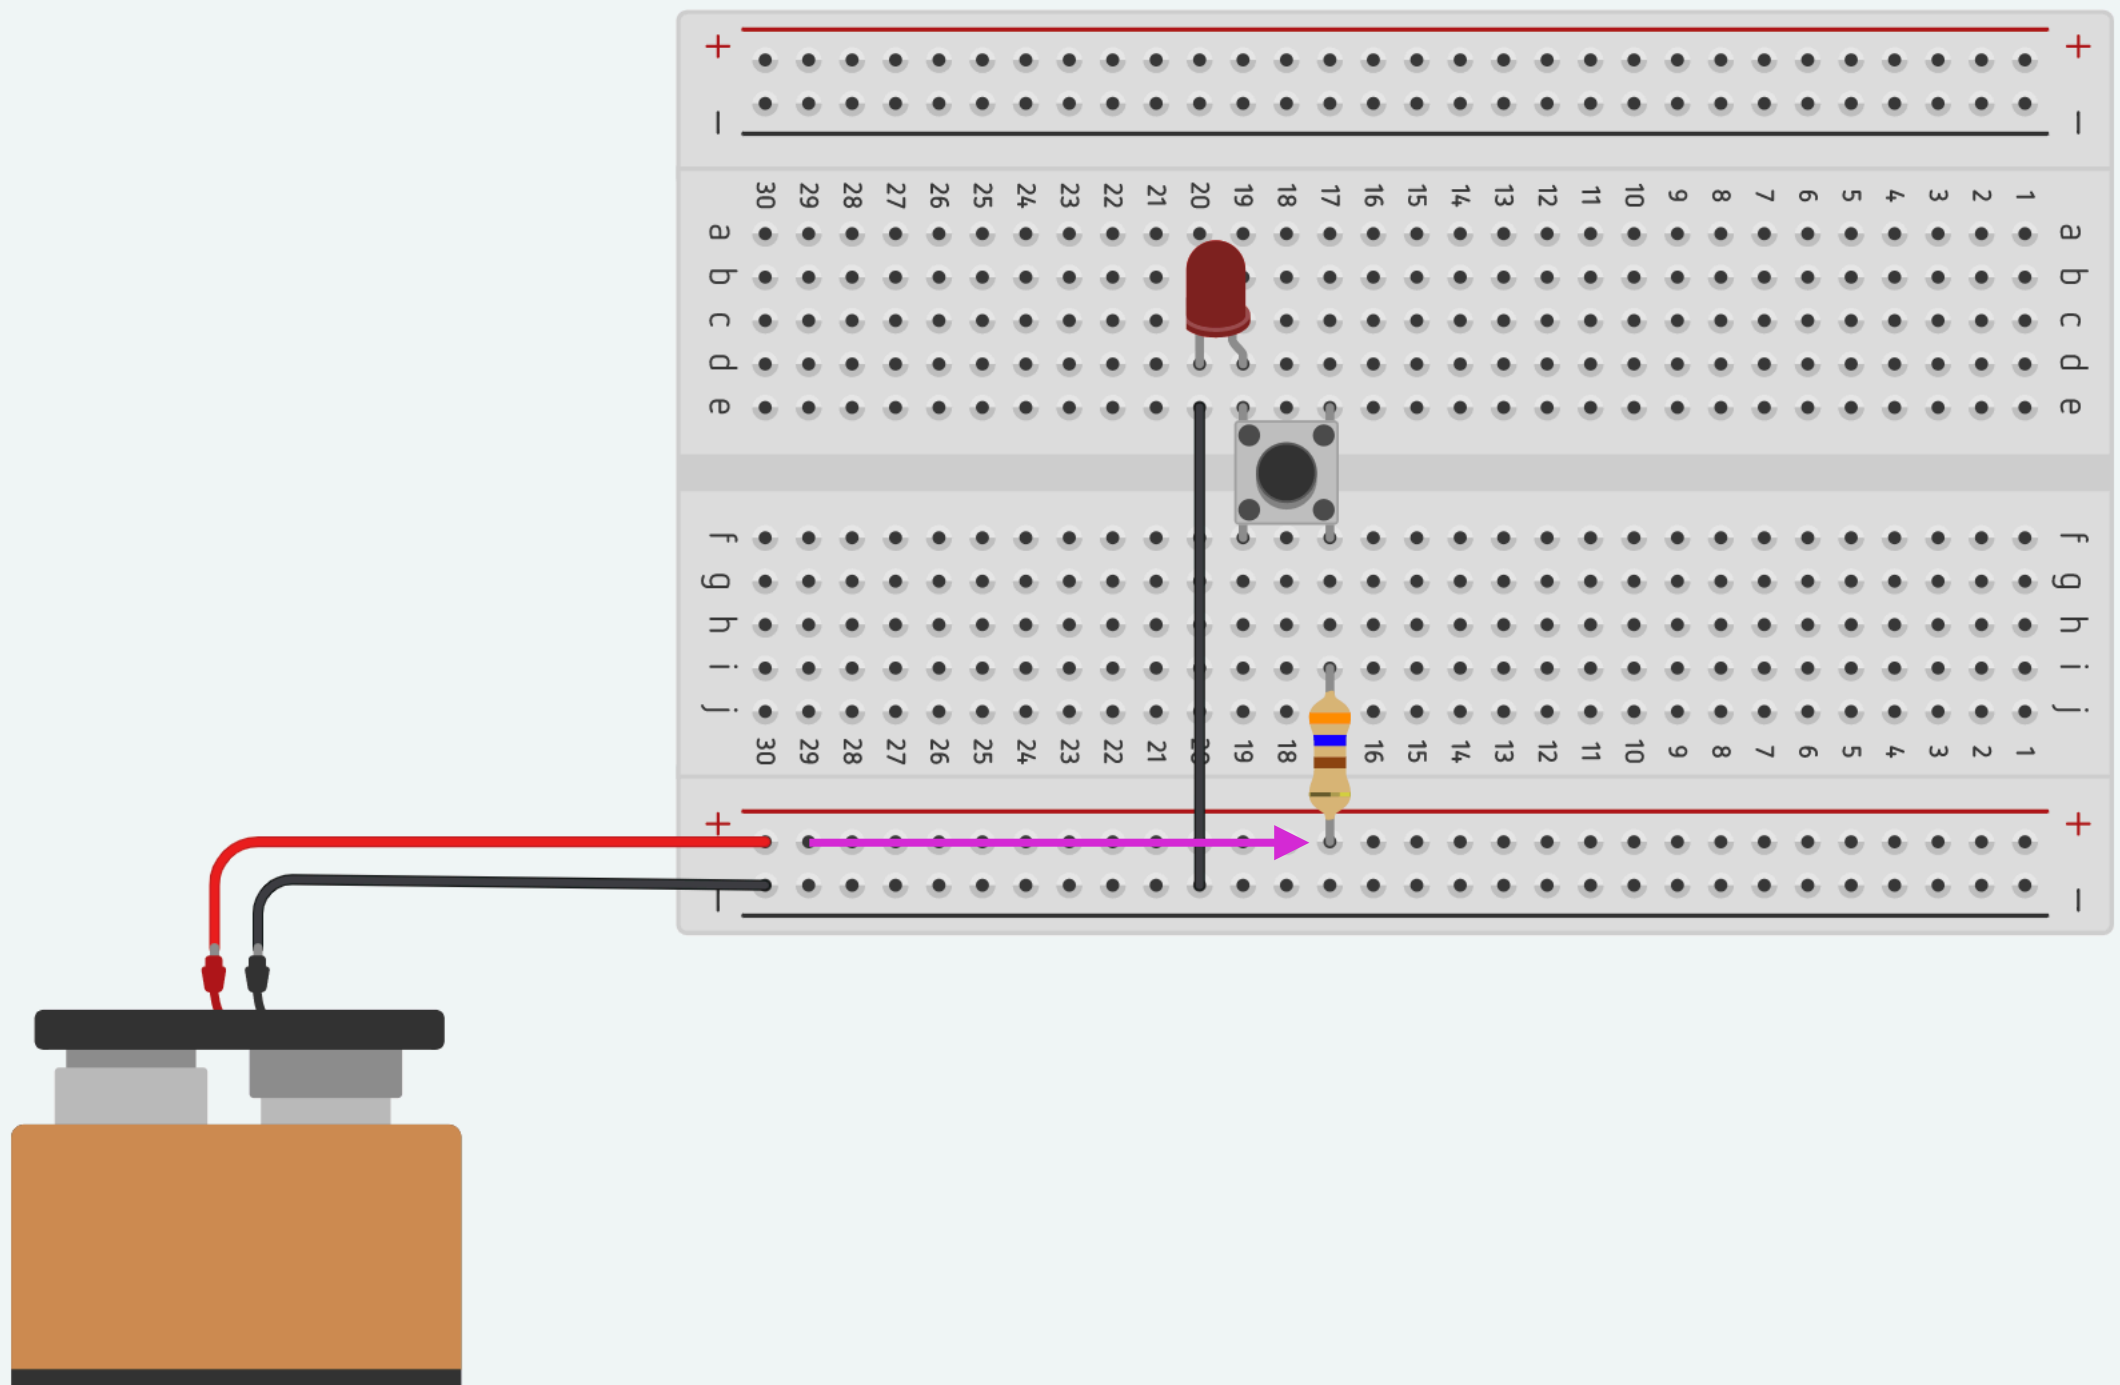 + +
− −
30 29 28 27 26 25 24 23 22 21 20 19 18 17 16 15 14 13 12 11 10 9 8 7 6 5 4 3 2 1
a a
b b
c c
d d
e e
f f
g g
h h
i i
j j
30 29 28 27 26 25 24 23 22 21 20 19 18 16 15 14 13 12 11 10 9 8 7 6 5 4 3 2 1
+ +
− −